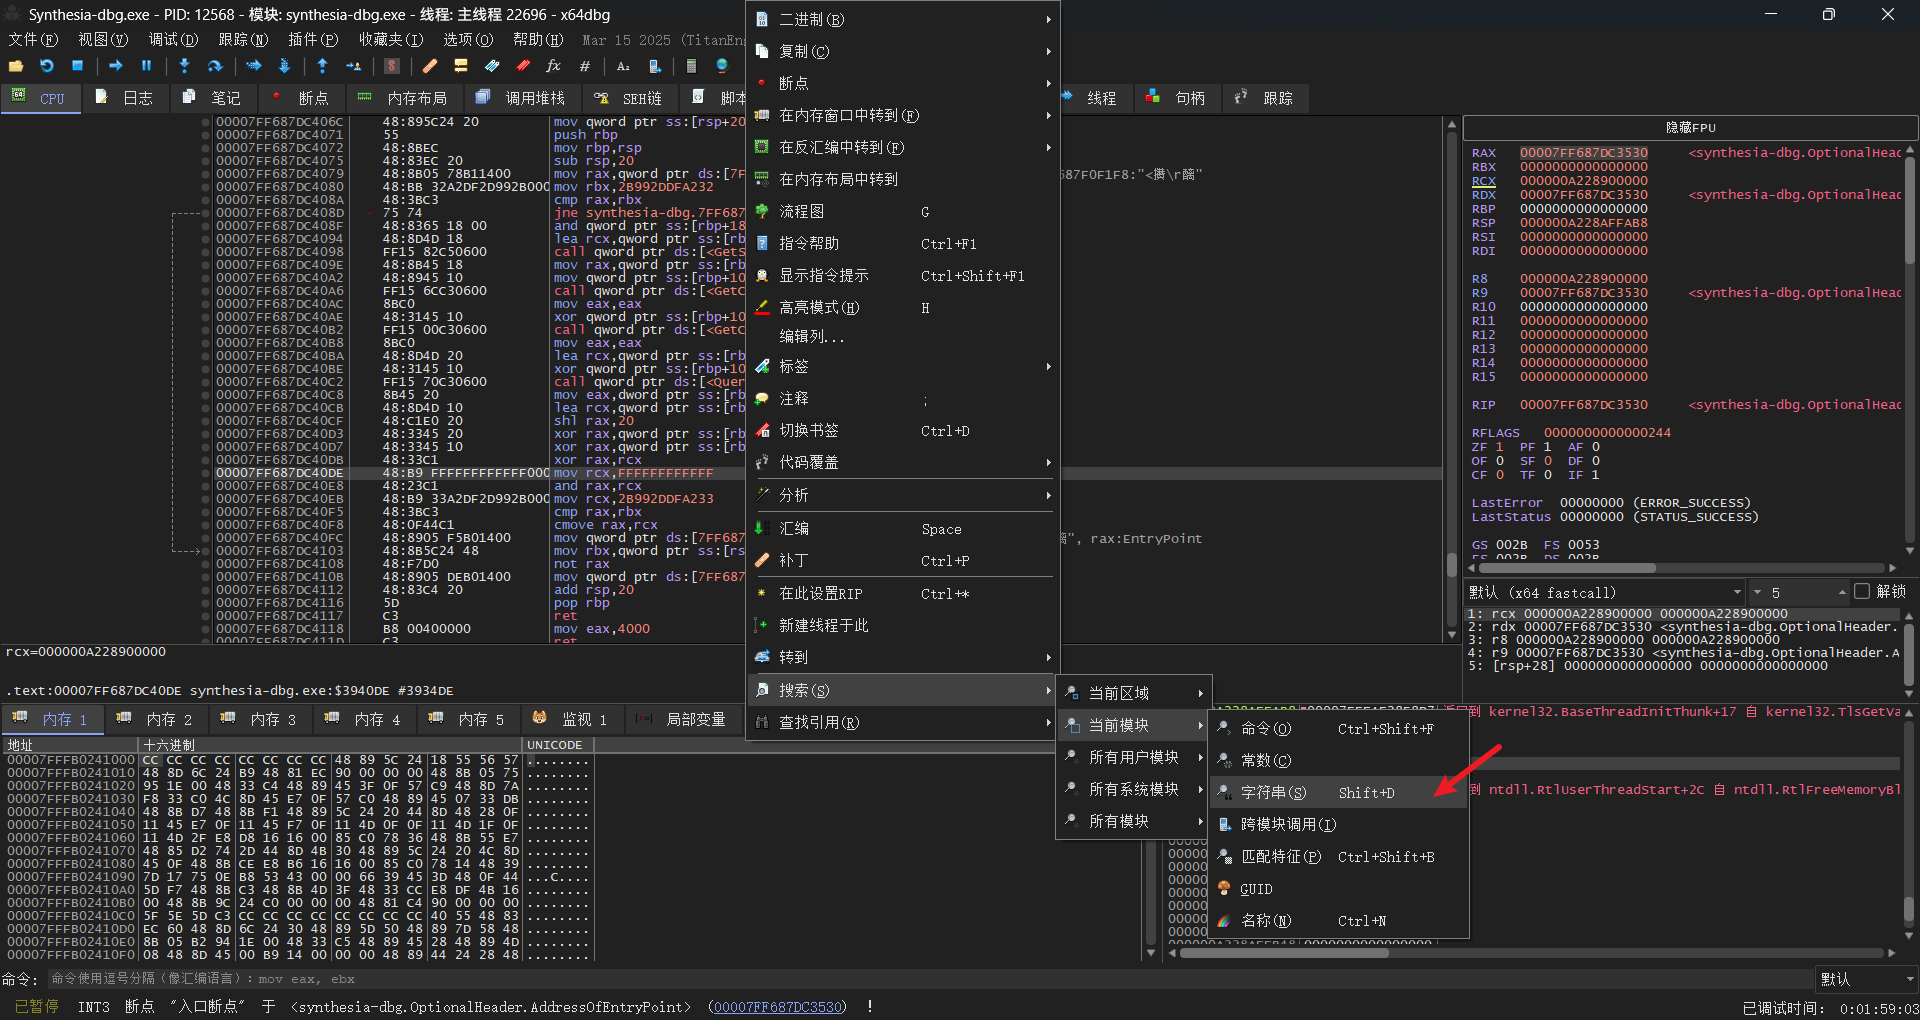 Synthesia-dbg.exe - PID: 12568 - 模块: synthesia-dbg.exe - 线程: 主线程 22696 - x64dbg
文件(F) 视图(V) 调试(D) 跟踪(N) 插件(P) 收藏夹(I) 选项(O) 帮助(H) Mar 15 2025 (TitanEn
CPU 日志 笔记 断点 内存布局 调用堆栈 SEH链 脚本 线程 句柄 跟踪
00007FF687DC406C 48:895C24 20 mov qword ptr ss:[rsp+20
00007FF687DC4071 55 push rbp
00007FF687DC4072 48:8BEC mov rbp,rsp
00007FF687DC4075 48:83EC 20 sub rsp,20
00007FF687DC4079 48:8B05 78B11400 mov rax,qword ptr ds:[7F
00007FF687DC4080 48:BB 32A2DF2D992B000 mov rbx,2B992DDFA232
00007FF687DC408A 48:3BC3 cmp rax,rbx
00007FF687DC408D 75 74 jne synthesia-dbg.7FF687
00007FF687DC408F 48:8365 18 00 and qword ptr ss:[rbp+18
00007FF687DC4094 48:8D4D 18 lea rcx,qword ptr ss:[rb
00007FF687DC4098 FF15 82C50600 call qword ptr ds:[<GetS
00007FF687DC409E 48:8B45 18 mov rax,qword ptr ss:[rb
00007FF687DC40A2 48:8945 10 mov qword ptr ss:[rbp+10
00007FF687DC40A6 FF15 6CC30600 call qword ptr ds:[<GetC
00007FF687DC40AC 8BC0 mov eax,eax
00007FF687DC40AE 48:3145 10 xor qword ptr ss:[rbp+10
00007FF687DC40B2 FF15 00C30600 call qword ptr ds:[<GetC
00007FF687DC40B8 8BC0 mov eax,eax
00007FF687DC40BA 48:8D4D 20 lea rcx,qword ptr ss:[rb
00007FF687DC40BE 48:3145 10 xor qword ptr ss:[rbp+10
00007FF687DC40C2 FF15 70C30600 call qword ptr ds:[<Quer
00007FF687DC40C8 8B45 20 mov eax,dword ptr ss:[rb
00007FF687DC40CB 48:8D4D 10 lea rcx,qword ptr ss:[rb
00007FF687DC40CF 48:C1E0 20 shl rax,20
00007FF687DC40D3 48:3345 20 xor rax,qword ptr ss:[rb
00007FF687DC40D7 48:3345 10 xor rax,qword ptr ss:[rb
00007FF687DC40DB 48:33C1 xor rax,rcx
00007FF687DC40DE 48:B9 FFFFFFFFFFFF000 mov rcx,FFFFFFFFFFFF
00007FF687DC40E8 48:23C1 and rax,rcx
00007FF687DC40EB 48:B9 33A2DF2D992B000 mov rcx,2B992DDFA233
00007FF687DC40F5 48:3BC3 cmp rax,rbx
00007FF687DC40F8 48:0F44C1 cmove rax,rcx
00007FF687DC40FC 48:8905 F5B01400 mov qword ptr ds:[7FF687
00007FF687DC4103 48:8B5C24 48 mov rbx,qword ptr ss:[rs
00007FF687DC4108 48:F7D0 not rax
00007FF687DC410B 48:8905 DEB01400 mov qword ptr ds:[7FF687
00007FF687DC4112 48:83C4 20 add rsp,20
00007FF687DC4116 5D pop rbp
00007FF687DC4117 C3 ret
00007FF687DC4118 B8 00400000 mov eax,4000
00007FF687DC411D C3 ret
", rax:EntryPoint
二进制(B)
复制(C)
断点
在内存窗口中转到(F)
在反汇编中转到(F)
在内存布局中转到
流程图 G
指令帮助 Ctrl+F1
显示指令提示 Ctrl+Shift+F1
高亮模式(H) H
编辑列...
标签
注释 ;
切换书签 Ctrl+D
代码覆盖
分析
汇编 Space
补丁 Ctrl+P
在此设置RIP Ctrl+*
新建线程于此
转到
搜索(S)
查找引用(R)
当前区域
当前模块
所有用户模块
所有系统模块
所有模块
命令(O) Ctrl+Shift+F
常数(C)
字符串(S) Shift+D
跨模块调用(I)
匹配特征(P) Ctrl+Shift+B
GUID
名称(N) Ctrl+N
隐藏FPU
RAX 00007FF687DC3530 <synthesia-dbg.OptionalHeac
RBX 0000000000000000
RCX 000000A228900000
RDX 00007FF687DC3530 <synthesia-dbg.OptionalHeac
RBP 0000000000000000
RSP 000000A228AFFAB8
RSI 0000000000000000
RDI 0000000000000000
R8 000000A228900000
R9 00007FF687DC3530 <synthesia-dbg.OptionalHeac
R10 0000000000000000
R11 0000000000000000
R12 0000000000000000
R13 0000000000000000
R14 0000000000000000
R15 0000000000000000
RIP 00007FF687DC3530 <synthesia-dbg.OptionalHeac
RFLAGS 0000000000000244
ZF 1 PF 1 AF 0
OF 0 SF 0 DF 0
CF 0 TF 0 IF 1
LastError 00000000 (ERROR_SUCCESS)
LastStatus 00000000 (STATUS_SUCCESS)
GS 002B FS 0053
ES 002B DS 002B
默认 (x64 fastcall) 5 解锁
1: rcx 000000A228900000 000000A228900000
2: rdx 00007FF687DC3530 <synthesia-dbg.OptionalHeader.
3: r8 000000A228900000 000000A228900000
4: r9 00007FF687DC3530 <synthesia-dbg.OptionalHeader.A
5: [rsp+28] 0000000000000000 0000000000000000
rcx=000000A228900000
.text:00007FF687DC40DE synthesia-dbg.exe:$3940DE #3934DE
内存 1 内存 2 内存 3 内存 4 内存 5 监视 1 局部变量
地址 十六进制 UNICODE
00007FFFB0241000 CC CC CC CC CC CC CC CC 48 89 5C 24 18 55 56 57
00007FFFB0241010 48 8D 6C 24 B9 48 81 EC 90 00 00 00 48 8B 05 75
00007FFFB0241020 95 1E 00 48 33 C4 48 89 45 3F 0F 57 C9 48 8D 7A
00007FFFB0241030 F8 33 C0 4C 8D 45 E7 0F 57 C0 48 89 45 07 33 DB
00007FFFB0241040 48 8B D7 48 8B F1 48 89 5C 24 20 44 8D 48 28 0F
00007FFFB0241050 11 45 E7 0F 11 45 F7 0F 11 4D 0F 0F 11 4D 1F 0F
00007FFFB0241060 11 4D 2F E8 D8 16 16 00 85 C0 78 36 48 8B 55 E7
00007FFFB0241070 48 85 D2 74 2D 44 8D 4B 30 48 89 5C 24 20 4C 8D
00007FFFB0241080 45 0F 48 8B CE E8 B6 16 16 00 85 C0 78 14 48 39
00007FFFB0241090 7D 17 75 0E B8 53 43 00 00 66 39 45 3D 48 0F 44 ...C....
00007FFFB02410A0 5D F7 48 8B C3 48 8B 4D 3F 48 33 CC E8 DF 4B 16
00007FFFB02410B0 00 48 8B 9C 24 C0 00 00 00 48 81 C4 90 00 00 00
00007FFFB02410C0 5F 5E 5D C3 CC CC CC CC CC CC CC CC 40 55 48 83
00007FFFB02410D0 EC 60 48 8D 6C 24 30 48 89 5D 50 48 89 7D 58 48
00007FFFB02410E0 8B 05 B2 94 1E 00 48 33 C5 48 89 45 28 48 89 4D
00007FFFB02410F0 08 48 8D 45 00 B9 14 00 00 00 48 89 44 24 28 48
返回到 kernel32.BaseThreadInitThunk+17 自 kernel32.TlsGetVa
到 ntdll.RtlUserThreadStart+2C 自 ntdll.RtlFreeMemoryBl
命令: 命令使用逗号分隔（像汇编语言）: mov eax, ebx 默认
已暂停 INT3 断点 "入口断点" 于 <synthesia-dbg.OptionalHeader.AddressOfEntryPoint> (00007FF687DC3530) ! 已调试时间: 0:01:59:03